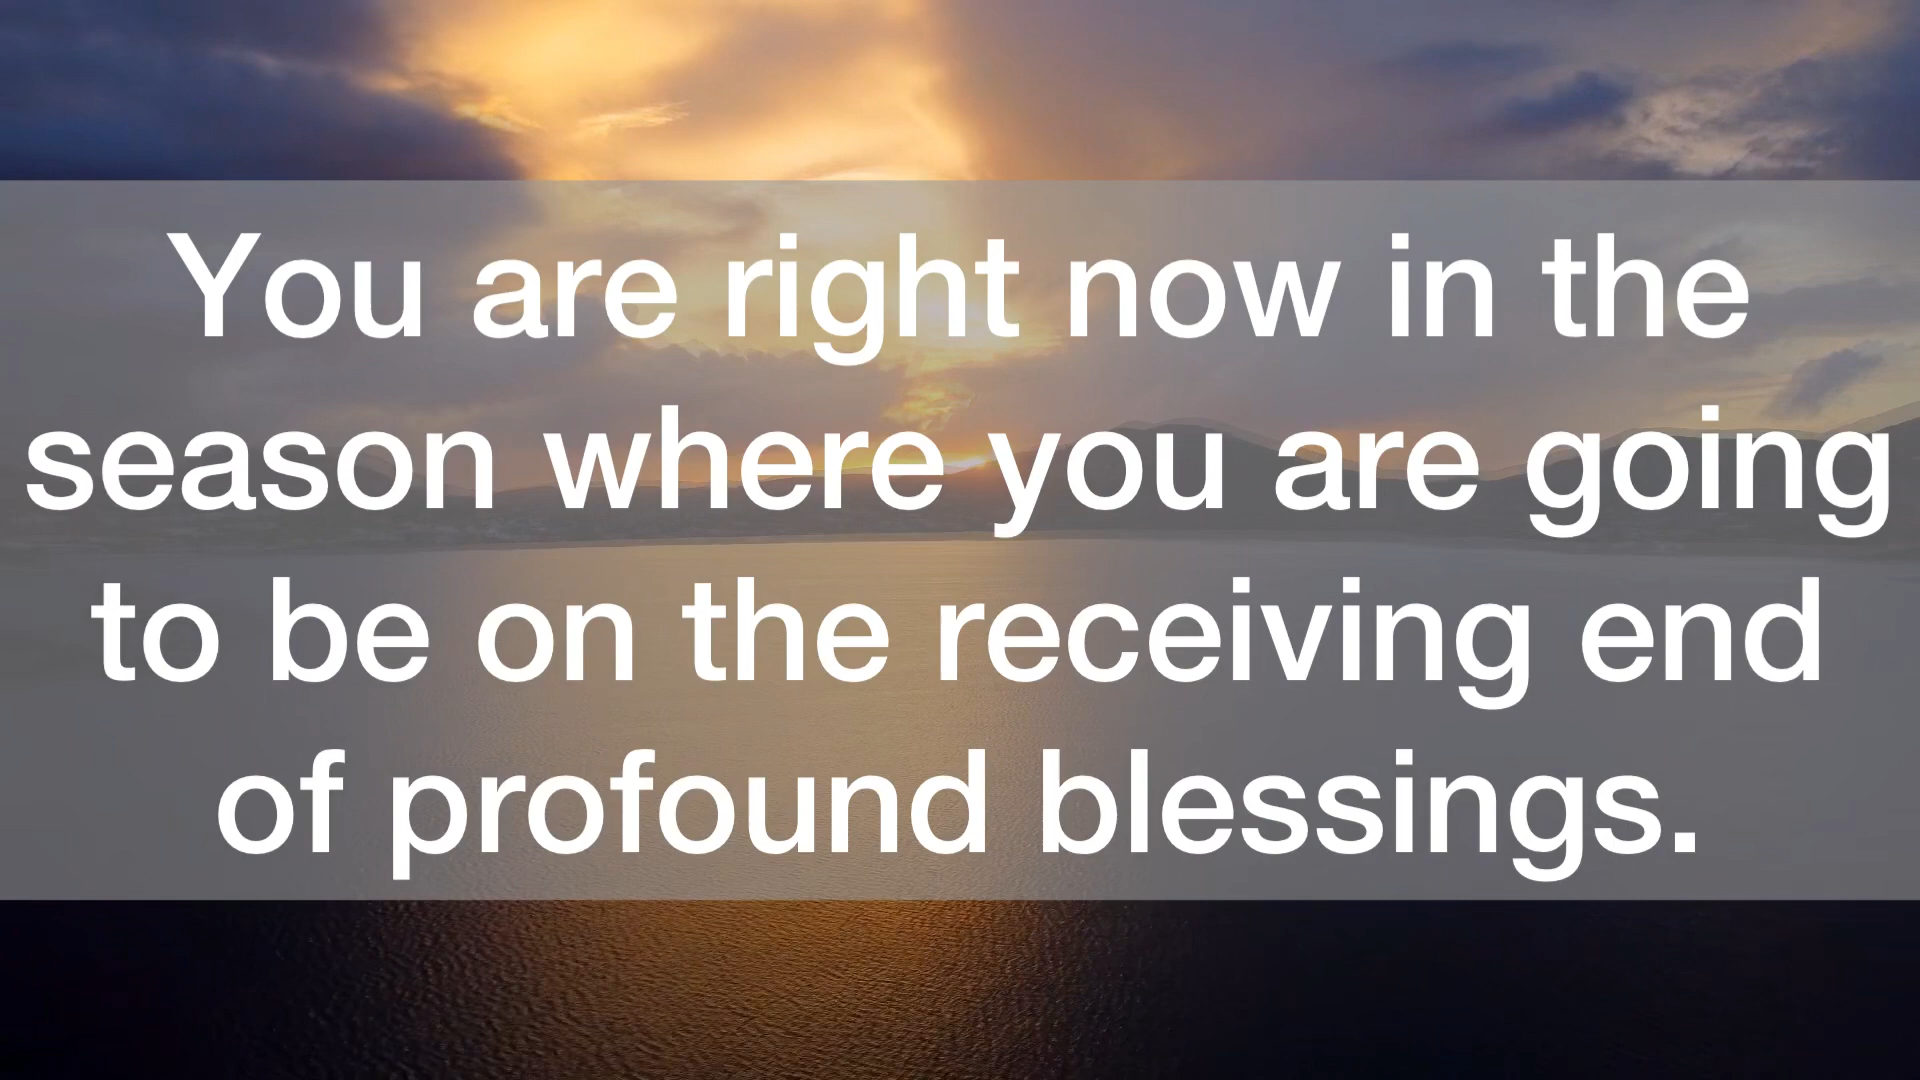 You are right now in the
season where you are going
to be on the receiving end
of profound blessings.